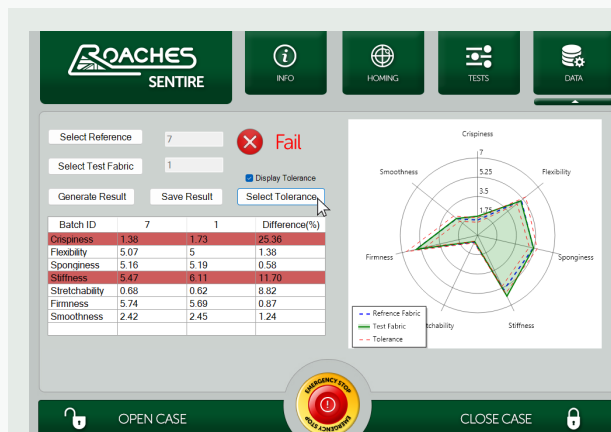 ROACHES
SENTIRE
INFO
HOMING
TESTS
DATA
Select Reference 7 Fail
Select Test Fabric 1
Display Tolerance
Generate Result Save Result Select Tolerance
Batch ID 7 1 Difference(%)
Crispiness 1.38 1.73 25.36
Flexibility 5.07 5 1.38
Sponginess 5.16 5.19 0.58
Stiffness 5.47 6.11 11.70
Stretchability 0.68 0.62 8.82
Firmness 5.74 5.69 0.87
Smoothness 2.42 2.45 1.24
Crispiness
7
Smoothness Flexibility
5.25
3.5
1.75
Firmness Sponginess
tchability Stiffness
Refrence Fabric
Test Fabric
Tolerance
EMERGENCY STOP
EMERGENCY STOP
OPEN CASE
CLOSE CASE